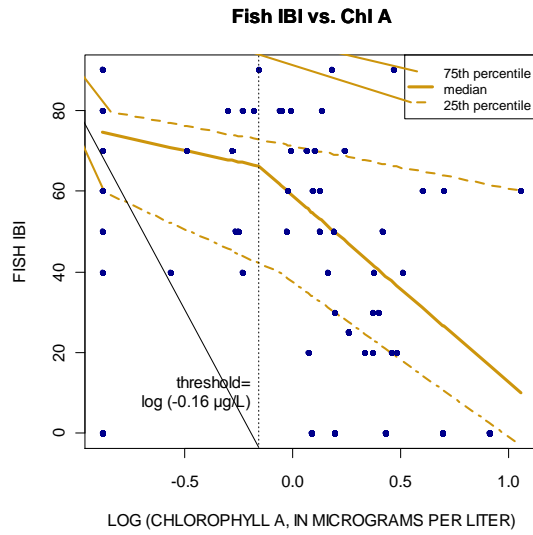 Fish IBI vs. Chl A
75th percentile
median
25th percentile
FISH IBI
80
60
40
20
0
threshold=
log (-0.16 µg/L)
-0.5
0.0
0.5
1.0
LOG (CHLOROPHYLL A, IN MICROGRAMS PER LITER)